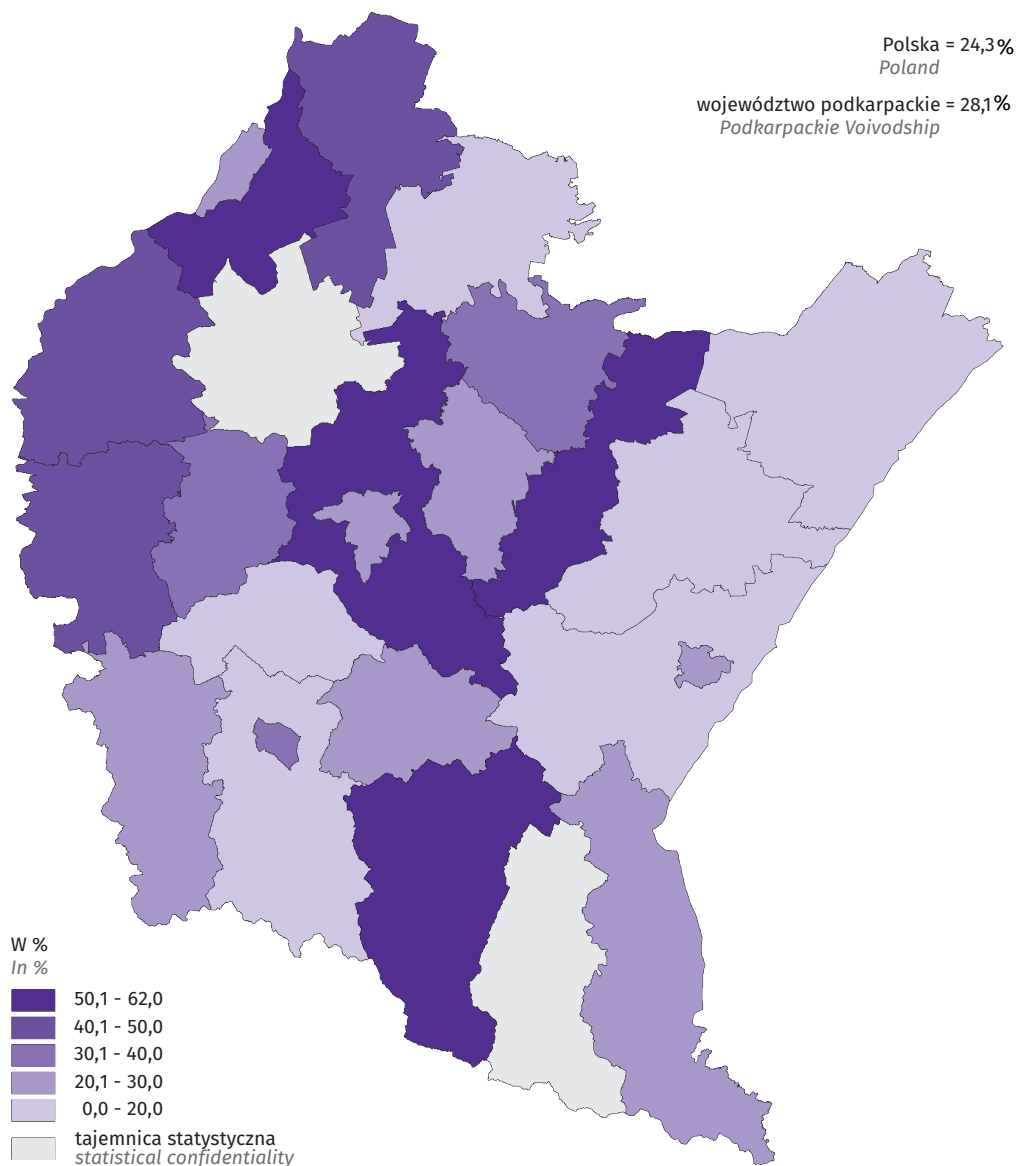 Polska = 24,3%
Poland
województwo podkarpackie = 28,1%
Podkarpackie Voivodship
W %
In %
50,1 - 62,0
40,1 - 50,0
30,1 - 40,0
20,1 - 30,0
0,0 - 20,0
tajemnica statystyczna
statistical confidentiality